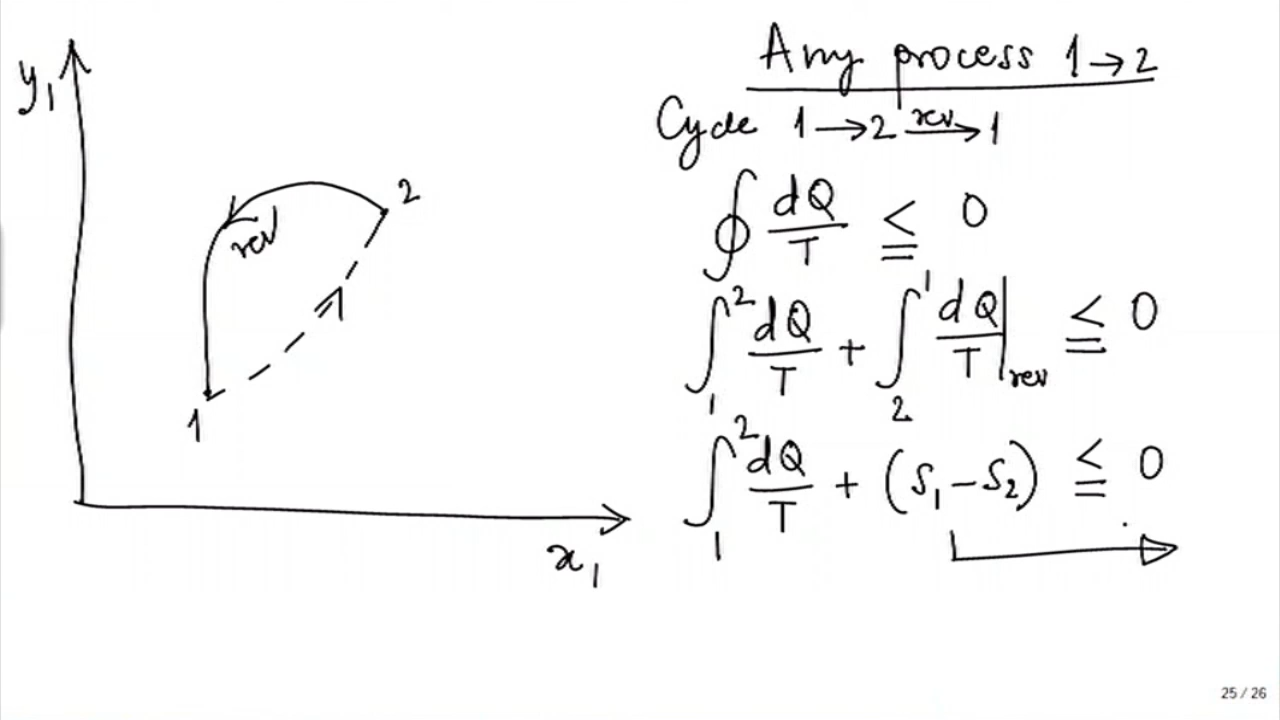 Any process 1→2
Cycle 1→2 rev→ 1
∮ dQ/T ≤ 0
∫₁² dQ/T + ∫₂¹ dQ/T|rev ≤ 0
∫₁² dQ/T + (S₁–S₂) ≤ 0
y₁
2
rev
1
x₁
25 / 26